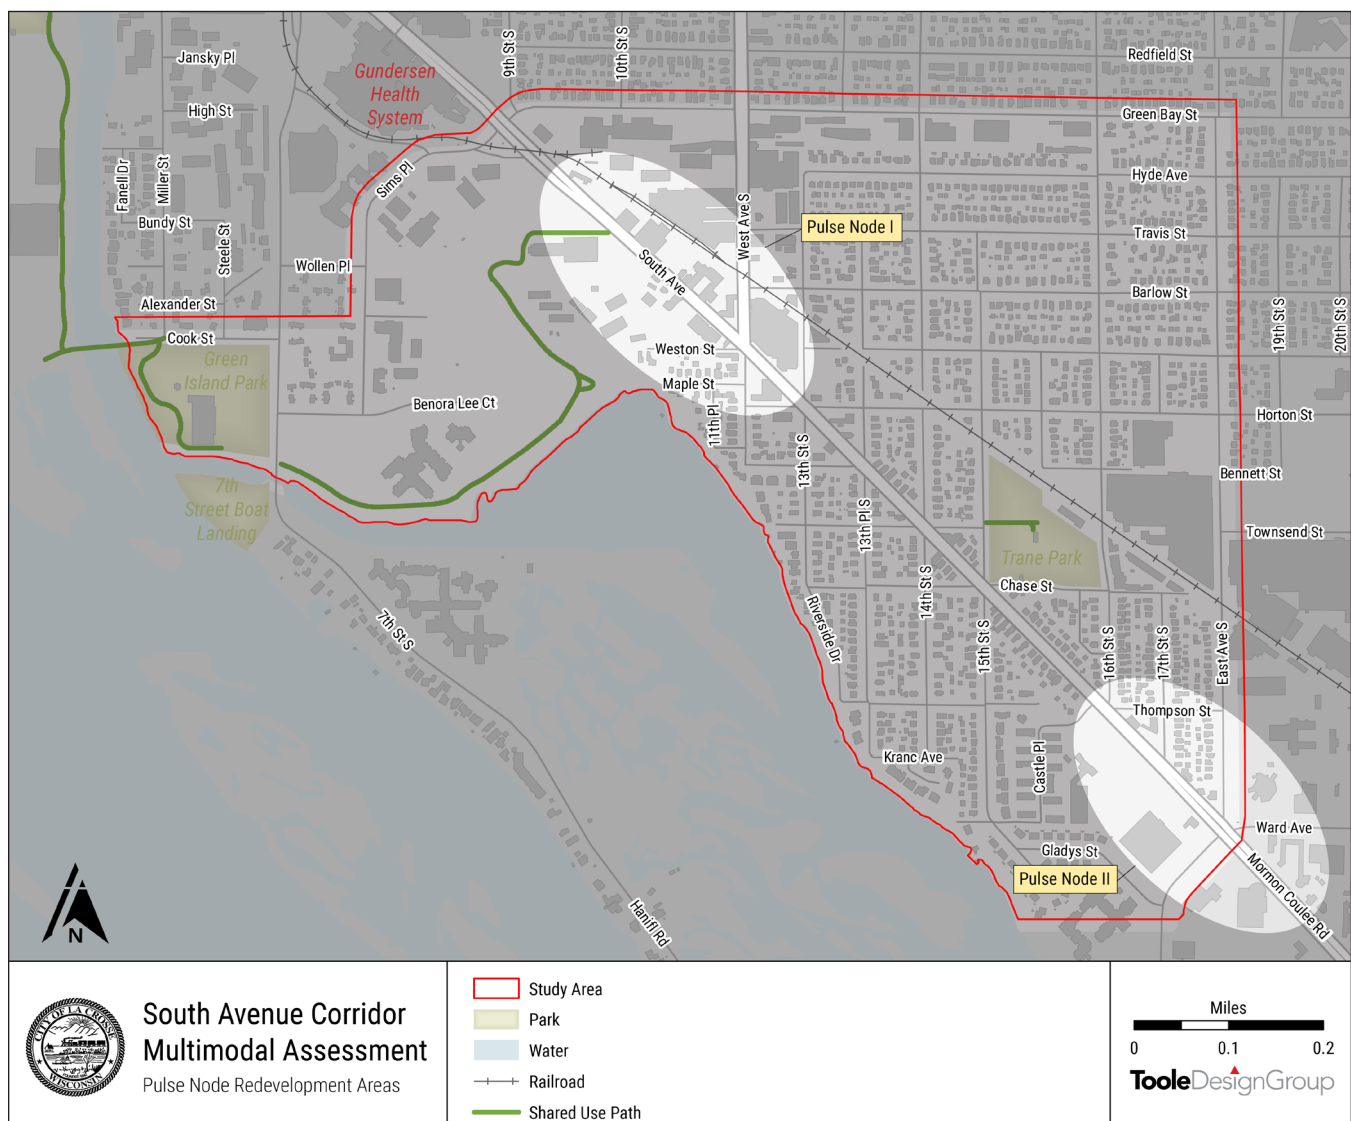 Jansky Pl
High St
Gundersen
Health
System
9th St S
10th St S
Redfield St
Green Bay St
Farnell Dr
Miller St
Sims Pl
Hyde Ave
Bundy St
Steele St
West Ave S
Pulse Node I
Travis St
Wollen Pl
South Ave
Barlow St
Alexander St
19th St S
20th St S
Cook St
Weston St
Green
Island Park
Maple St
Benora Lee Ct
11th Pl
Horton St
13th St S
Bennett St
7th
Street Boat
Landing
13th Pl S
Townsend St
Trane Park
Chase St
14th St S
7th St S
Riverside Dr
15th St S
16th St S
17th St S
East Ave S
Thompson St
Kranc Ave
Castle Pl
Ward Ave
Gladys St
Pulse Node II
Mormon Coulee Rd
Hanifl Rd
N
CITY OF LA CROSSE
WISCONSIN
South Avenue Corridor
Multimodal Assessment
Pulse Node Redevelopment Areas
Study Area
Park
Water
Railroad
Shared Use Path
Miles
0 0.1 0.2
TooleDesignGroup